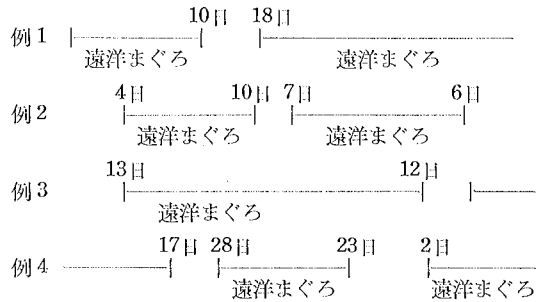 10日 18日
例1
遠洋まぐろ 遠洋まぐろ
4日 10日 7日 6日
例2
遠洋まぐろ 遠洋まぐろ
13日 12日
例3
遠洋まぐろ
17日 28日 23日 2日
例4
遠洋まぐろ 遠洋まぐろ